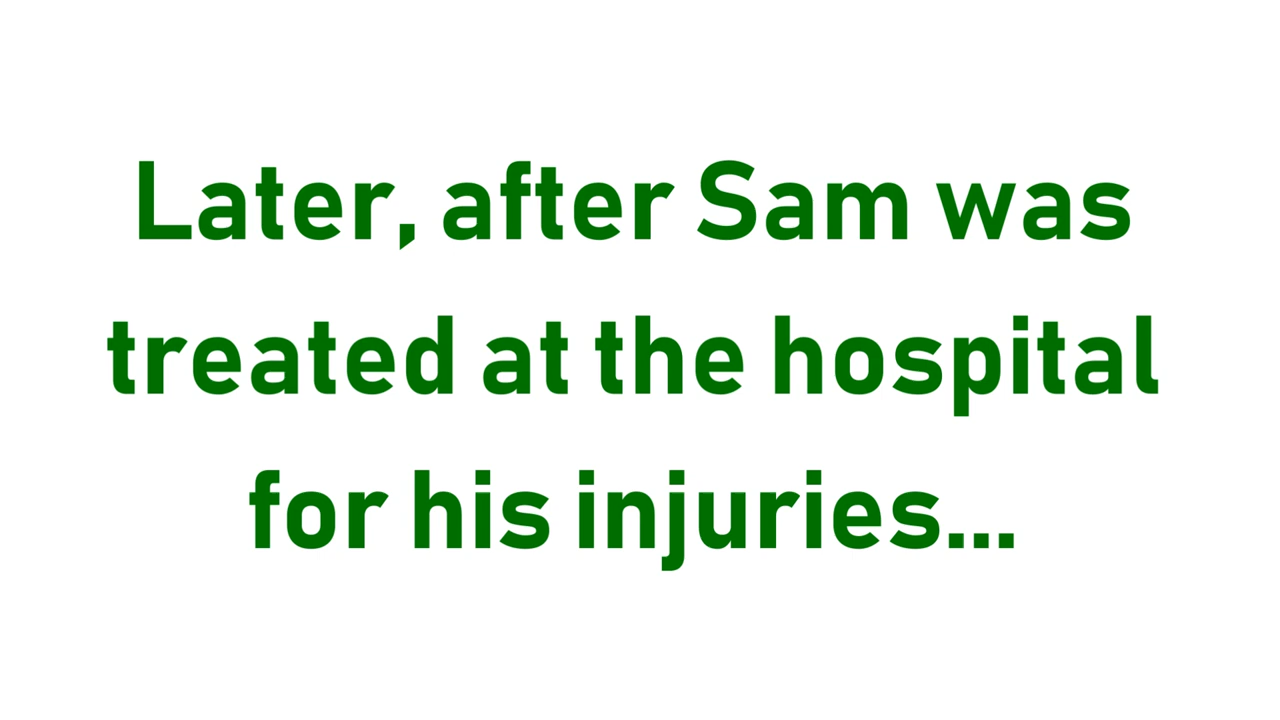 Later, after Sam was
treated at the hospital
for his injuries...